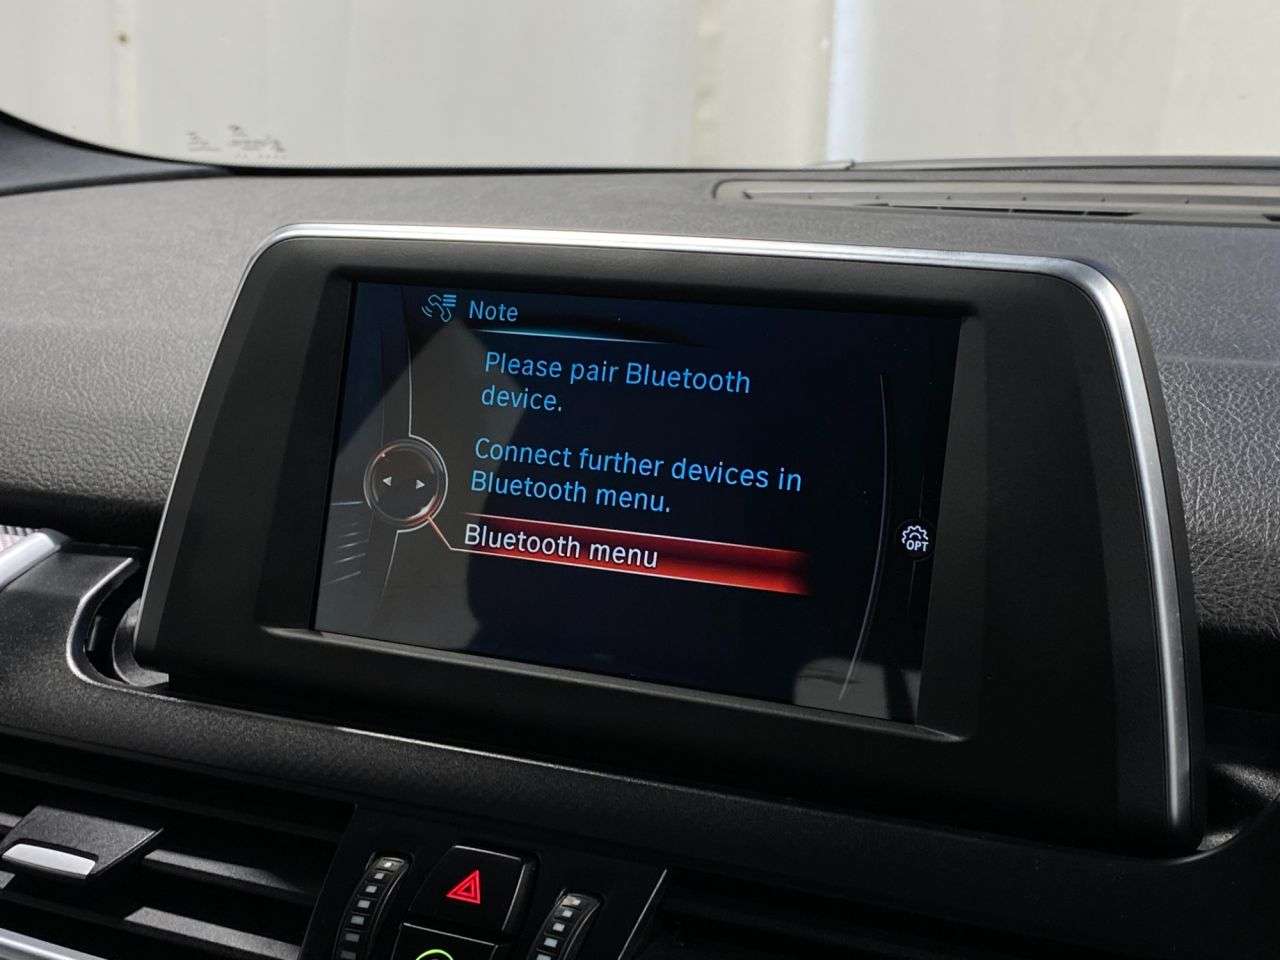 Note
Please pair Bluetooth
device.
Connect further devices in
Bluetooth menu.
Bluetooth menu
OPT